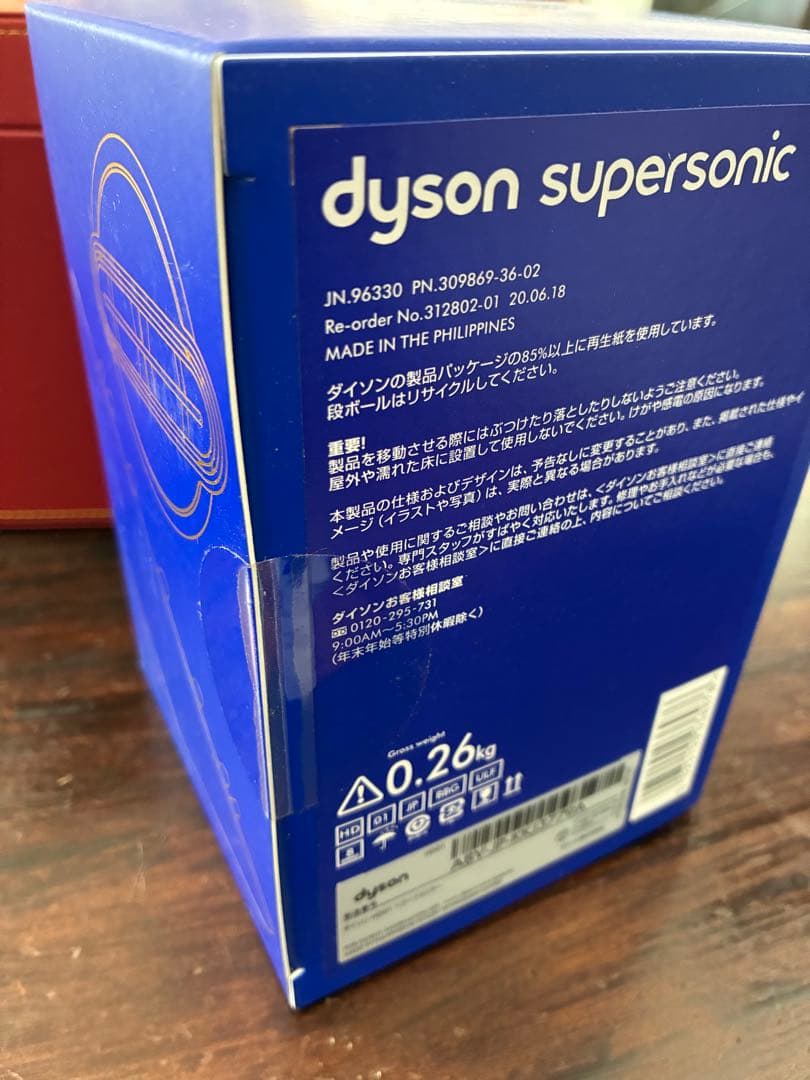 dyson supersonic
JN.96330 PN.309869-36-02
Re-order No.312802-01 20.06.18
MADE IN THE PHILIPPINES
ダイソンの製品パッケージの85%以上に再生紙を使用しています。
段ボールはリサイクルしてください。
重要!
製品を移動させる際にはぶつけたり落としたりしないようご注意ください。
屋外や濡れた床に設置して使用しないでください。けがや感電の原因になります。
本製品の仕様およびデザインは、予告なしに変更することがあり、また、掲載された仕様やイ
メージ(イラストや写真)は、実際と異なる場合があります。
製品や使用に関するご相談やお問い合わせは、<ダイソンお客様相談室>に直接ご連絡
ください。専門スタッフがすばやく対応いたします。修理やお手入れなどが必要な場合も、
<ダイソンお客様相談室>に直接ご連絡の上、内容についてご相談ください。
ダイソンお客様相談室
0120-295-731
9:00AM~5:30PM
(年末年始等特別休暇除く)
Gross weight
0.26kg
HD 01 JP BBG ULF
8
dyson